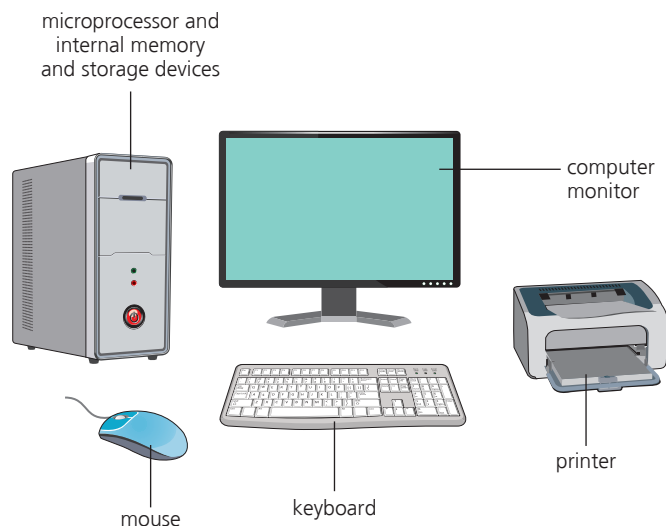 microprocessor and
internal memory
and storage devices
computer
monitor
printer
keyboard
mouse